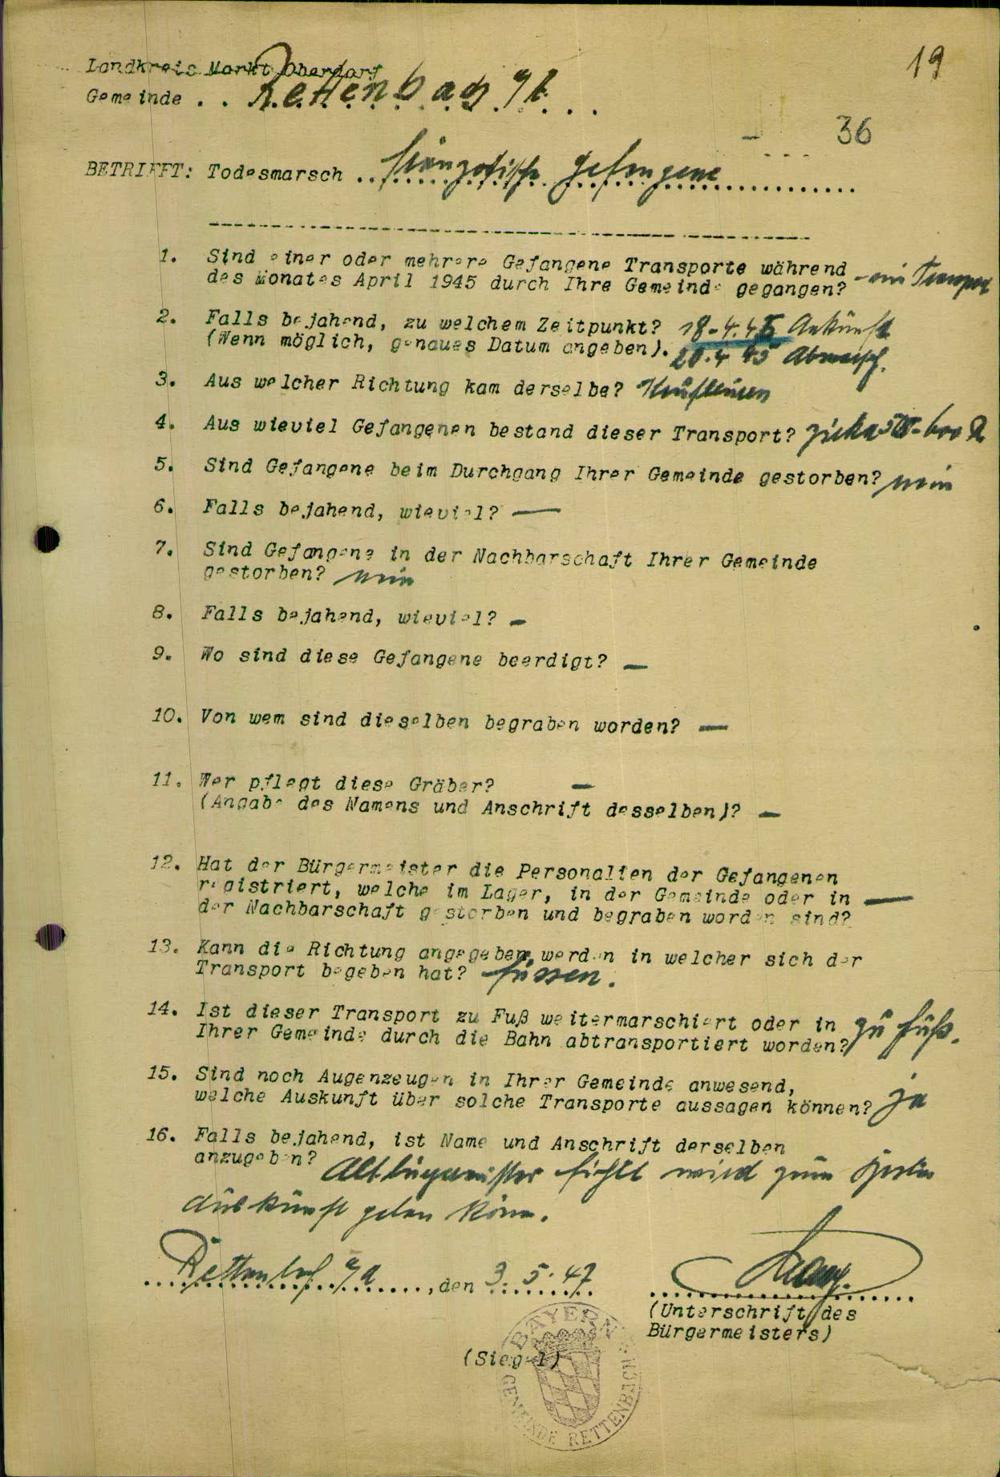 19
Landkreis Markt Oberdorf
Gemeinde . . Rettenbach
36
BETRIFFT: Todesmarsch französische Gefangene
1. Sind einer oder mehrere Gefangene Transporte während
des Monates April 1945 durch Ihre Gemeinde gegangen? - ein Transport
2. Falls bejahend, zu welchem Zeitpunkt? 18.4.45 Ankunft
(Wenn möglich, genaues Datum angeben). 20.4 45 Abmarsch.
3. Aus welcher Richtung kam derselbe? Kaufbeuren
4. Aus wieviel Gefangenen bestand dieser Transport? zirka
5. Sind Gefangene beim Durchgang Ihrer Gemeinde gestorben? nein
6. Falls bejahend, wieviel? —
7. Sind Gefangene in der Nachbarschaft Ihrer Gemeinde
gestorben? nein
8. Falls bejahend, wieviel? —
9. Wo sind diese Gefangene beerdigt? —
10. Von wem sind dieselben begraben worden? —
11. Wer pflegt diese Gräber? —
(Angabe des Namens und Anschrift desselben)? —
12. Hat der Bürgermeister die Personalien der Gefangenen
registriert, welche im Lager, in der Gemeinde oder in —
der Nachbarschaft gestorben und begraben worden sind?
13. Kann die Richtung angegeben werden in welcher sich der
Transport begeben hat? Füssen.
14. Ist dieser Transport zu Fuß weitermarschiert oder in zu Fuß.
Ihrer Gemeinde durch die Bahn abtransportiert worden?
15. Sind noch Augenzeugen in Ihrer Gemeinde anwesend,
welche Auskunft über solche Transporte aussagen können? ja
16. Falls bejahend, ist Name und Anschrift derselben
anzugeben? Altbürgermeister wird
Auskunft geben könn.
Rettenbach, den 3. 5. 47
(Unterschrift des
Bürgermeisters)
(Siegel)
BAYERN
GEMEINDE RETTENBACH